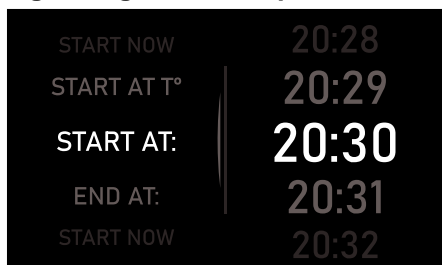 START NOW 20:28
START AT T° 20:29
START AT: 20:30
END AT: 20:31
START NOW 20:32